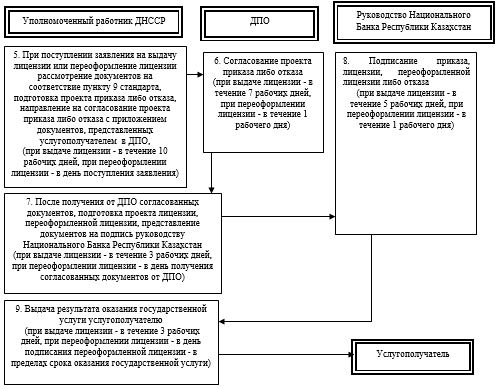 Уполномоченный работник ДНССР
ДПО
Руководство Национального
Банка Республики Казахстан
5. При поступлении заявления на выдачу
лицензии или переоформление лицензии
рассмотрение документов на
соответствие пункту 9 стандарта,
подготовка проекта приказа либо отказа,
направление на согласование проекта
приказа либо отказа с приложением
документов, представленных
услугополучателем в ДПО,
(при выдаче лицензии - в течение 10
рабочих дней, при переоформлении
лицензии - в день поступления заявления)
6. Согласование проекта
приказа либо отказа
(при выдаче лицензии - в
течение 7 рабочих дней,
при переоформлении
лицензии - в течение 1
рабочего дня)
8. Подписание приказа,
лицензии, переоформленной
лицензии либо отказа
(при выдаче лицензии - в
течение 5 рабочих дней, при
переоформлении лицензии - в
течение 1 рабочего дня)
7. После получения от ДПО согласованных
документов, подготовка проекта лицензии,
переоформленной лицензии, представление
документов на подпись руководству
Национального Банка Республики Казахстан
(при выдаче лицензии - в течение 3 рабочих дней,
при переоформлении лицензии - в день получения
согласованных документов от ДПО)
9. Выдача результата оказания государственной
услуги услугополучателю
(при выдаче лицензии - в течение 3 рабочих
дней, при переоформлении лицензии - в день
подписания переоформленной лицензии - в
пределах срока оказания государственной услуги)
Услугополучатель